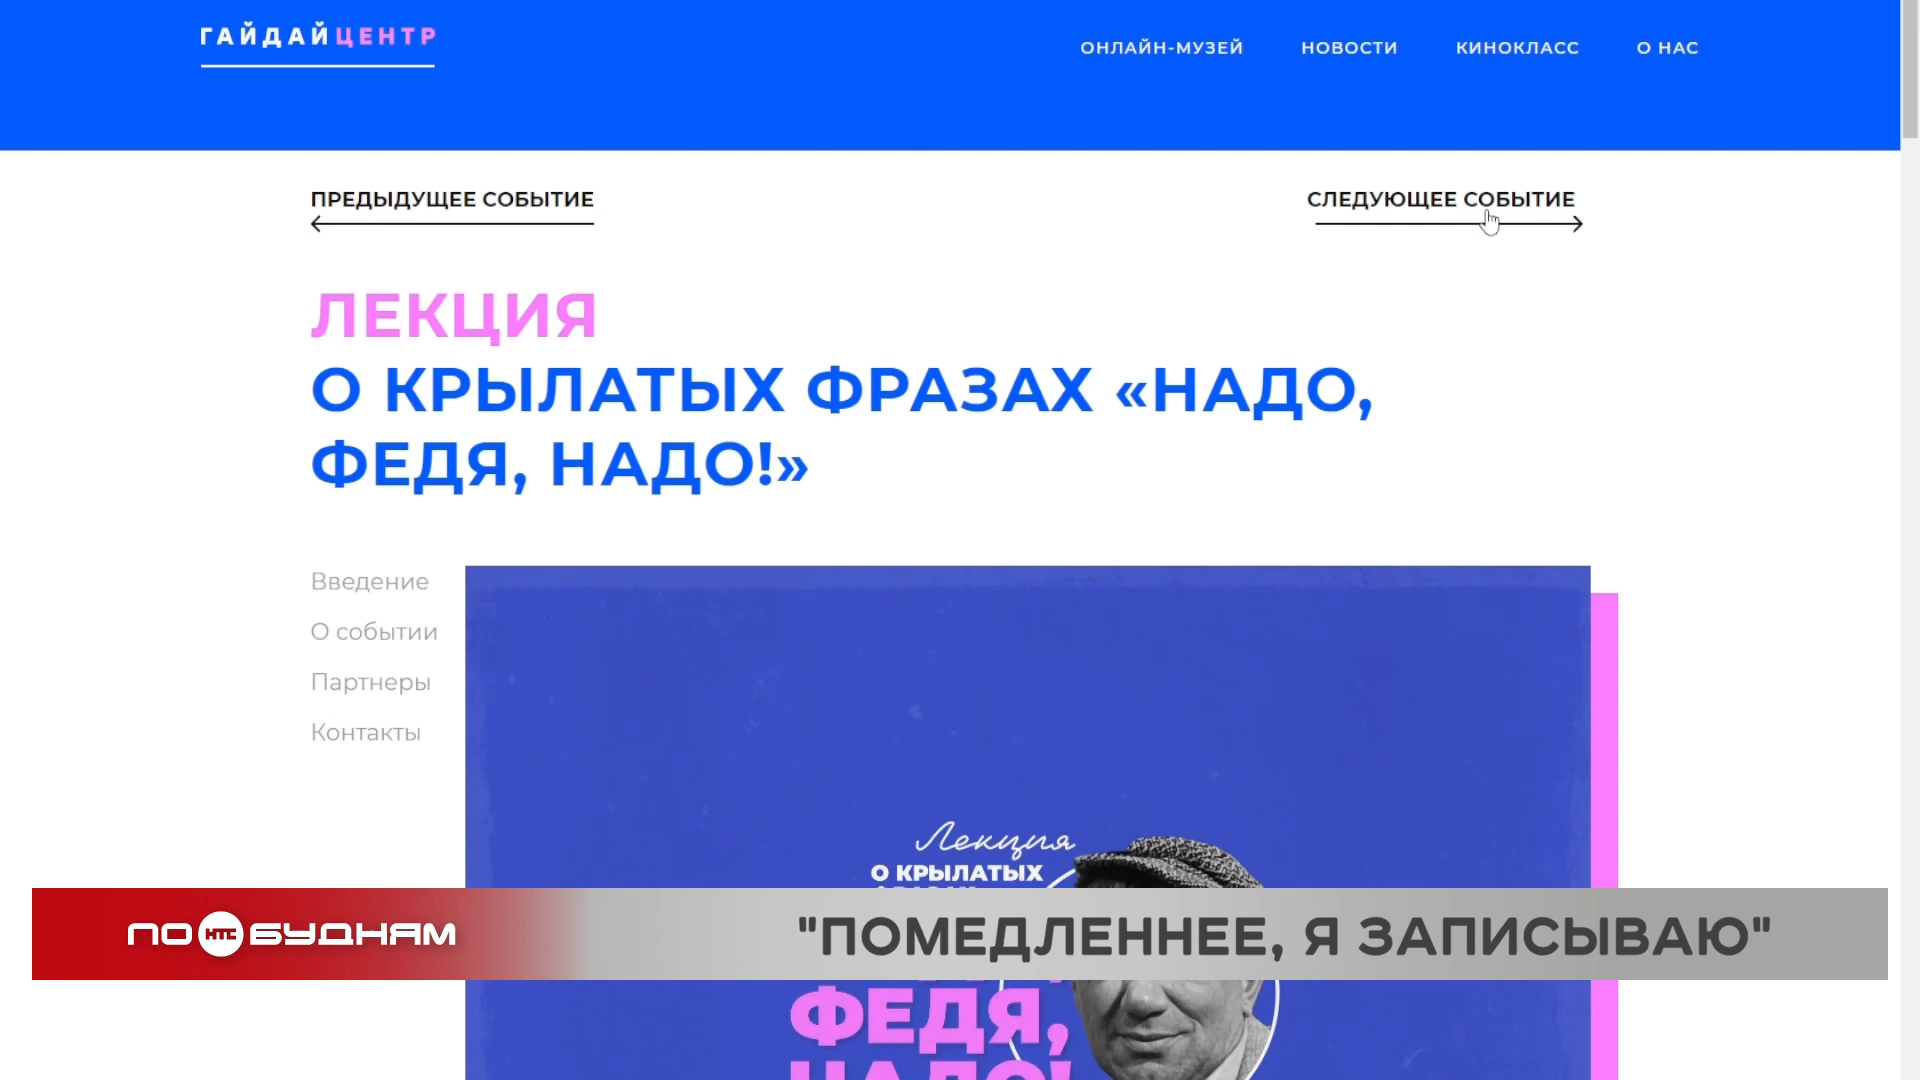 ГАЙДАЙЦЕНТР
ОНЛАЙН-МУЗЕЙ НОВОСТИ КИНОКЛАСС О НАС
ПРЕДЫДУЩЕЕ СОБЫТИЕ
СЛЕДУЮЩЕЕ СОБЫТИЕ
ЛЕКЦИЯ
О КРЫЛАТЫХ ФРАЗАХ «НАДО,
ФЕДЯ, НАДО!»
Введение
О событии
Партнеры
Контакты
Лекция
О КРЫЛАТЫХ
ПО НТС БУДНЯМ
"ПОМЕДЛЕННЕЕ, Я ЗАПИСЫВАЮ"
ФЕДЯ,
НАДО!